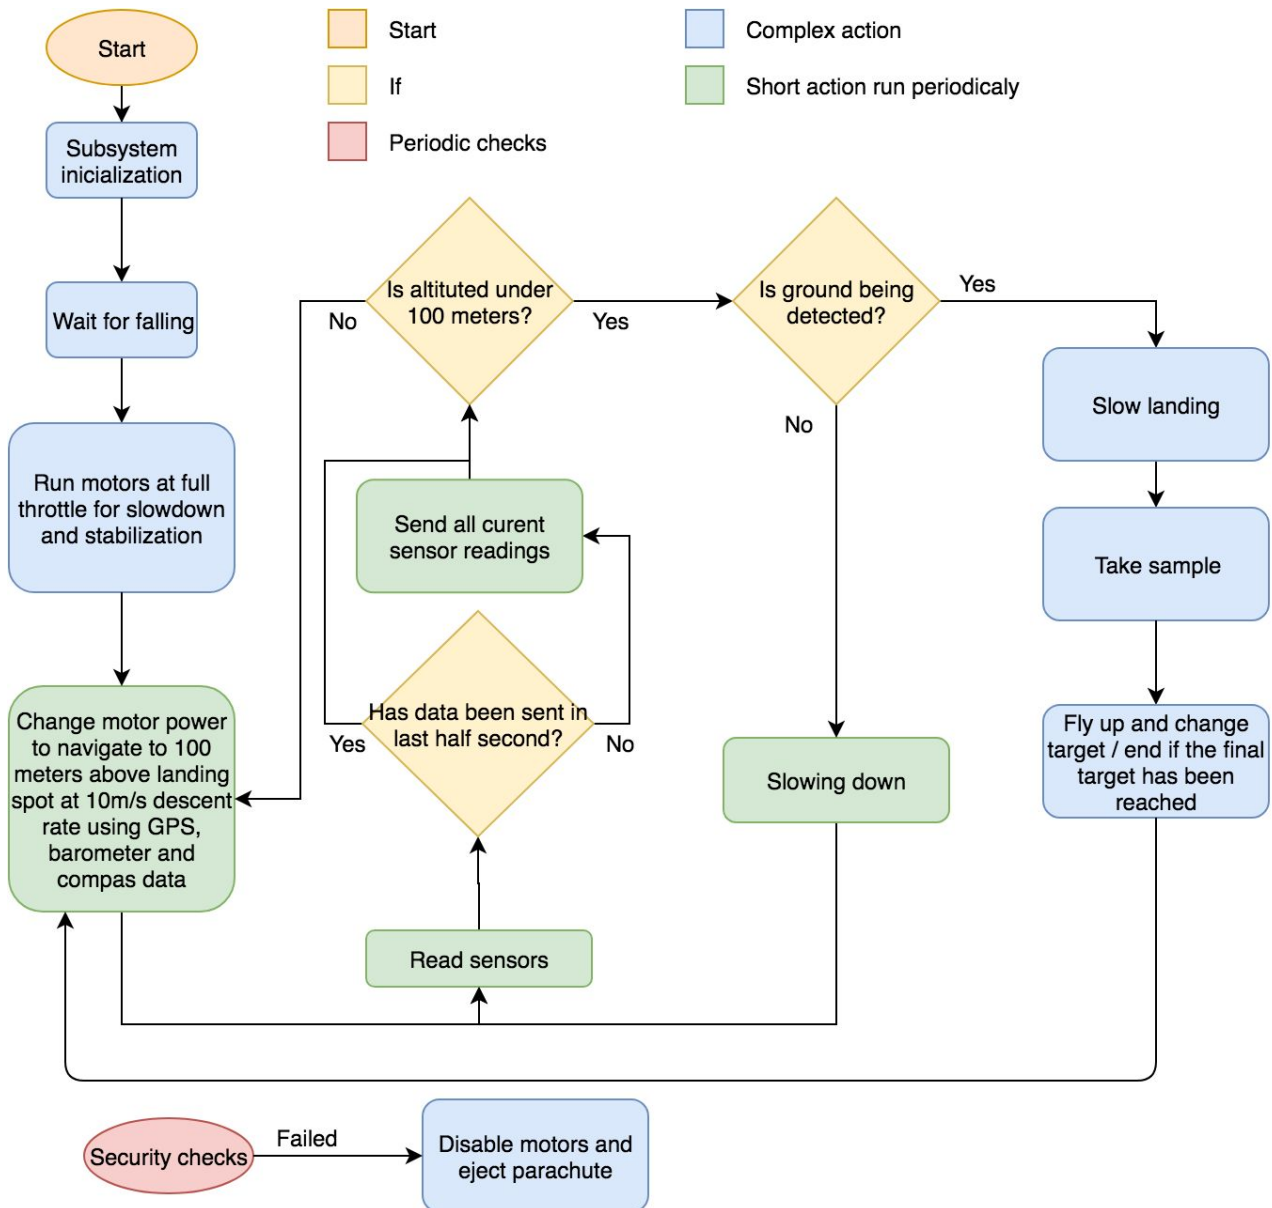 Start
Start
If
Periodic checks
Complex action
Short action run periodicaly
Subsystem
inicialization
Wait for falling
Run motors at full
throttle for slowdown
and stabilization
Change motor power
to navigate to 100
meters above landing
spot at 10m/s descent
rate using GPS,
barometer and
compas data
Is altituted under
100 meters?
No
Yes
Send all curent
sensor readings
Has data been sent in
last half second?
Yes
No
Read sensors
Is ground being
detected?
Yes
No
Slowing down
Slow landing
Take sample
Fly up and change
target / end if the final
target has been
reached
Security checks
Failed
Disable motors and
eject parachute